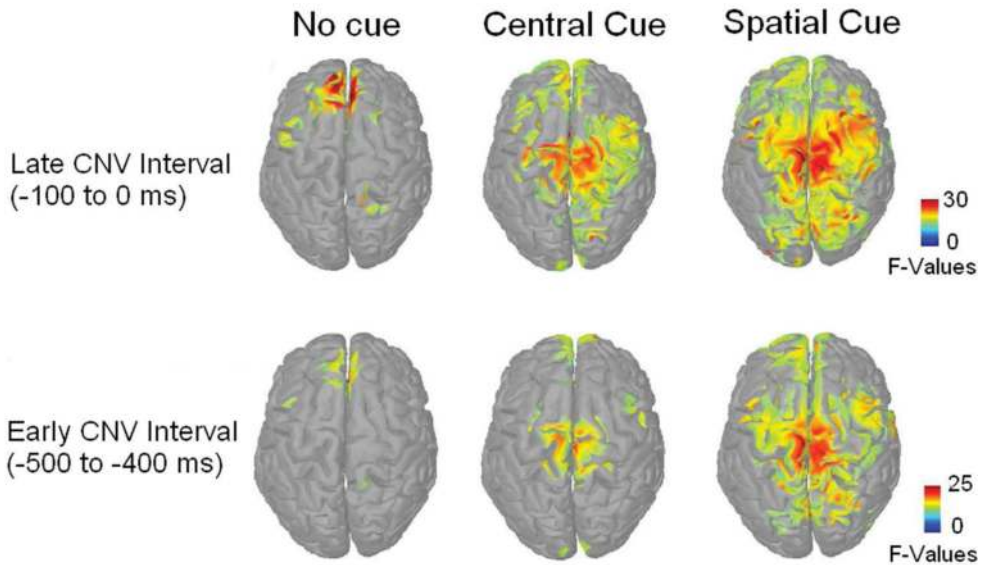 No cue
Central Cue
Spatial Cue
Late CNV Interval
(-100 to 0 ms)
30
0
F-Values
Early CNV Interval
(-500 to -400 ms)
25
0
F-Values